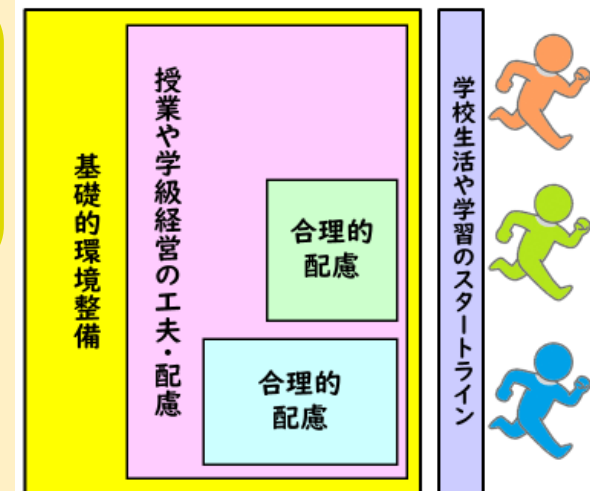 基礎的環境整備
授業や学級経営の工夫・配慮
合理的
配慮
合理的
配慮
学校生活や学習のスタートライン